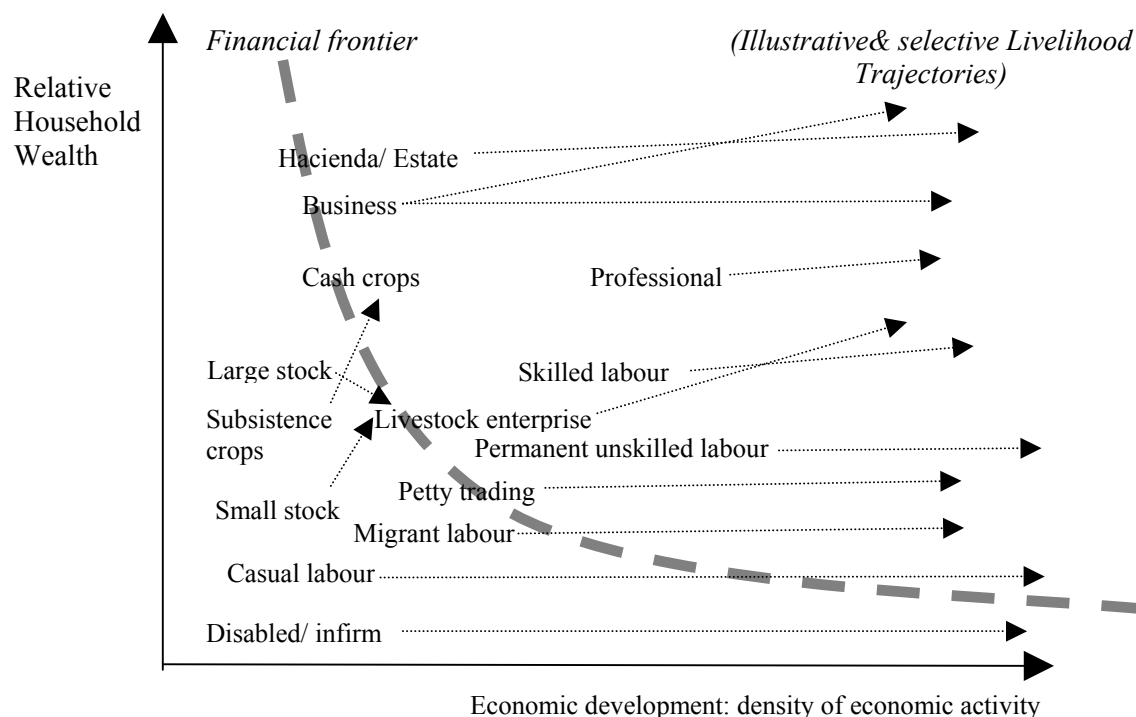 Financial frontier
(Illustrative& selective Livelihood
Trajectories)
Relative
Household
Wealth
Hacienda/ Estate
Business
Cash crops
Professional
Large stock
Skilled labour
Subsistence
crops
Livestock enterprise
Permanent unskilled labour
Petty trading
Small stock
Migrant labour
Casual labour
Disabled/ infirm
Economic development: density of economic activity